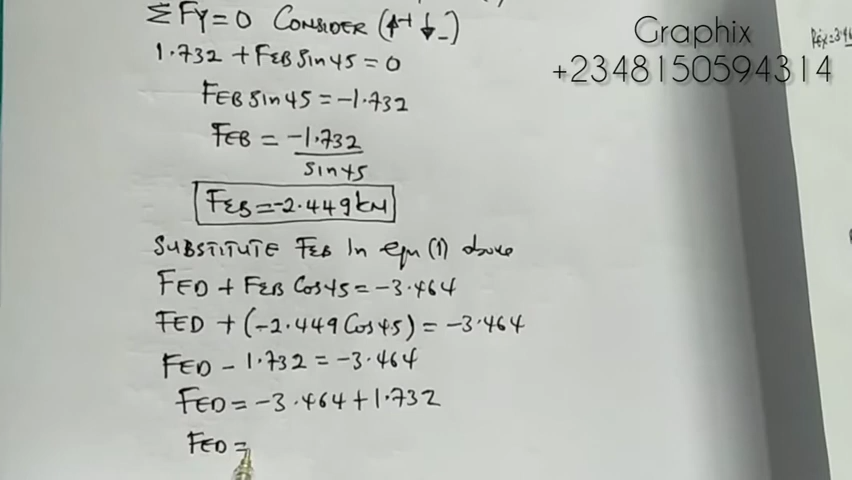 ΣFy=0 CONSIDER (↑+ ↓-)
1.732 + FEB Sin45 = 0
FEB Sin45 = -1.732
FEB = -1.732
Sin45
FEB = -2.449kN
SUBSTITUTE FEB In eqn (1) above
FED + FEB Cos45 = -3.464
FED + (-2.449 Cos45) = -3.464
FED - 1.732 = -3.464
FED = -3.464 + 1.732
FED =
Graphix
+2348150594314